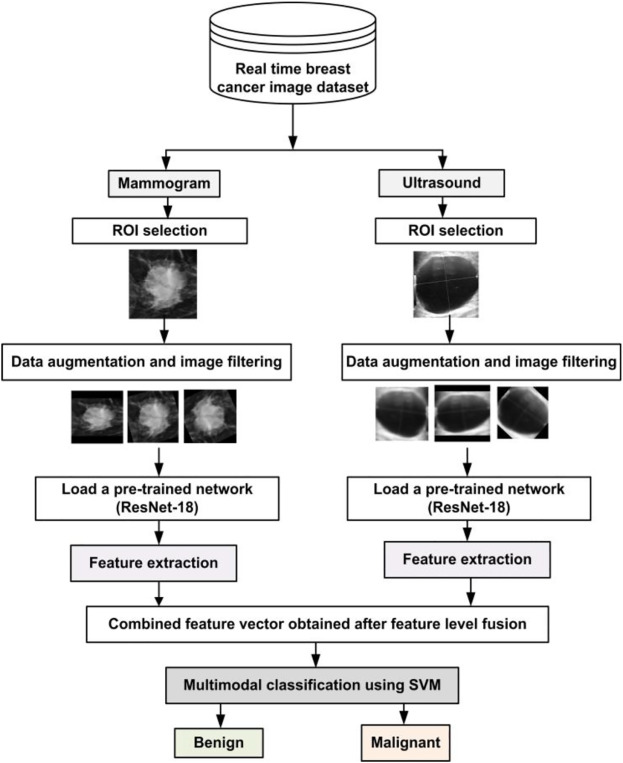 Real time breast
cancer image dataset
Mammogram
Ultrasound
ROI selection
ROI selection
Data augmentation and image filtering
Data augmentation and image filtering
Load a pre-trained network
(ResNet-18)
Load a pre-trained network
(ResNet-18)
Feature extraction
Feature extraction
Combined feature vector obtained after feature level fusion
Multimodal classification using SVM
Benign
Malignant